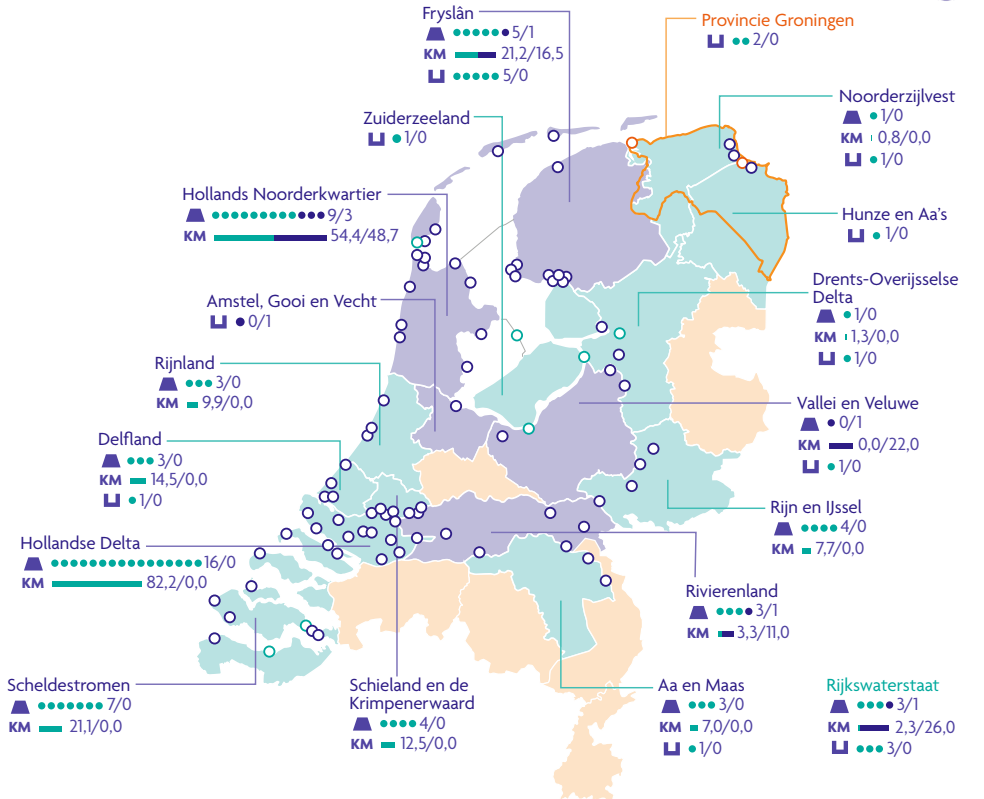 Fryslân
5/1
KM 21,2/16,5
5/0
Provincie Groningen
2/0
Zuiderzeeland
1/0
Noorderzijlvest
1/0
KM 0,8/0,0
1/0
Hollands Noorderkwartier
9/3
KM 54,4/48,7
Hunze en Aa's
1/0
Amstel, Gooi en Vecht
0/1
Drents-Overijsselse
Delta
1/0
KM 1,3/0,0
1/0
Rijnland
3/0
KM 9,9/0,0
Vallei en Veluwe
0/1
KM 0,0/22,0
1/0
Delfland
3/0
KM 14,5/0,0
1/0
Rijn en IJssel
4/0
KM 7,7/0,0
Hollandse Delta
16/0
KM 82,2/0,0
Rivierenland
3/1
KM 3,3/11,0
Scheldestromen
7/0
KM 21,1/0,0
Schieland en de
Krimpenerwaard
4/0
KM 12,5/0,0
Aa en Maas
3/0
KM 7,0/0,0
1/0
Rijkswaterstaat
3/1
KM 2,3/26,0
3/0